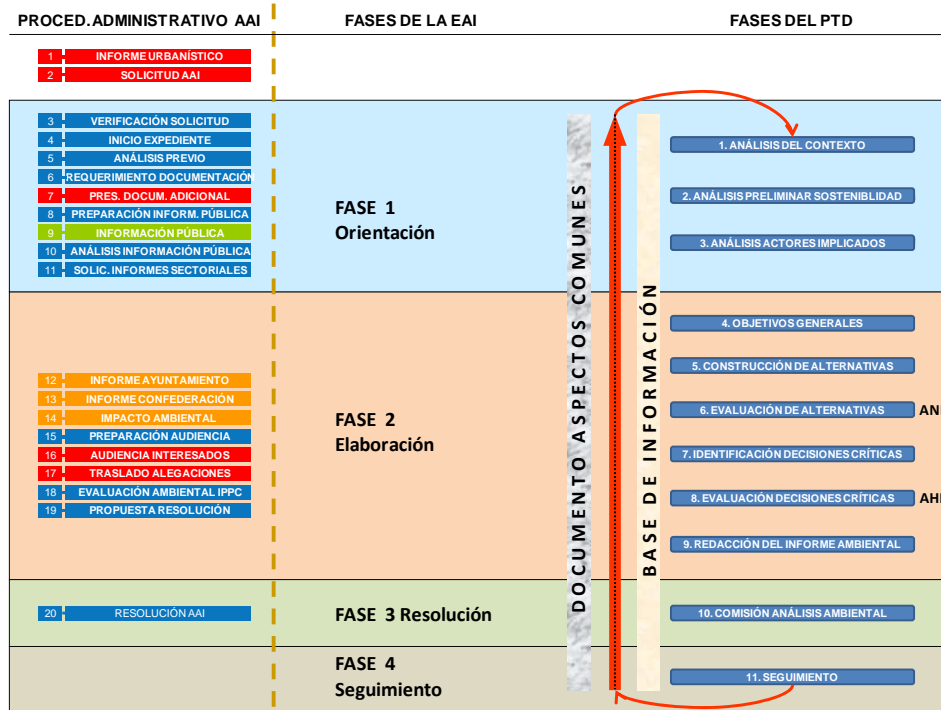 PROCED. ADMINISTRATIVO AAI
FASES DE LA EAI
FASES DEL PTD
1 INFORME URBANÍSTICO
2 SOLICITUD AAI
3 VERIFICACIÓN SOLICITUD
4 INICIO EXPEDIENTE
5 ANÁLISIS PREVIO
6 REQUERIMIENTO DOCUMENTACIÓN
7 PRES. DOCUM. ADICIONAL
8 PREPARACIÓN INFORM. PÚBLICA
9 INFORMACIÓN PÚBLICA
10 ANÁLISIS INFORMACIÓN PÚBLICA
11 SOLIC. INFORMES SECTORIALES
FASE 1
Orientación
1. ANÁLISIS DEL CONTEXTO
2. ANÁLISIS PRELIMINAR SOSTENIBLIDAD
3. ANÁLISIS ACTORES IMPLICADOS
DOCUMENTO ASPECTOS COMUNES
BASE DE INFORMACIÓN
12 INFORME AYUNTAMIENTO
13 INFORME CONFEDERACIÓN
14 IMPACTO AMBIENTAL
15 PREPARACIÓN AUDIENCIA
16 AUDIENCIA INTERESADOS
17 TRASLADO ALEGACIONES
18 EVALUACIÓN AMBIENTAL IPPC
19 PROPUESTA RESOLUCIÓN
FASE 2
Elaboración
4. OBJETIVOS GENERALES
5. CONSTRUCCIÓN DE ALTERNATIVAS
6. EVALUACIÓN DE ALTERNATIVAS
7. IDENTIFICACIÓN DECISIONES CRÍTICAS
8. EVALUACIÓN DECISIONES CRÍTICAS
9. REDACCIÓN DEL INFORME AMBIENTAL
20 RESOLUCIÓN AAI
FASE 3 Resolución
10. COMISIÓN ANÁLISIS AMBIENTAL
FASE 4
Seguimiento
11. SEGUIMIENTO